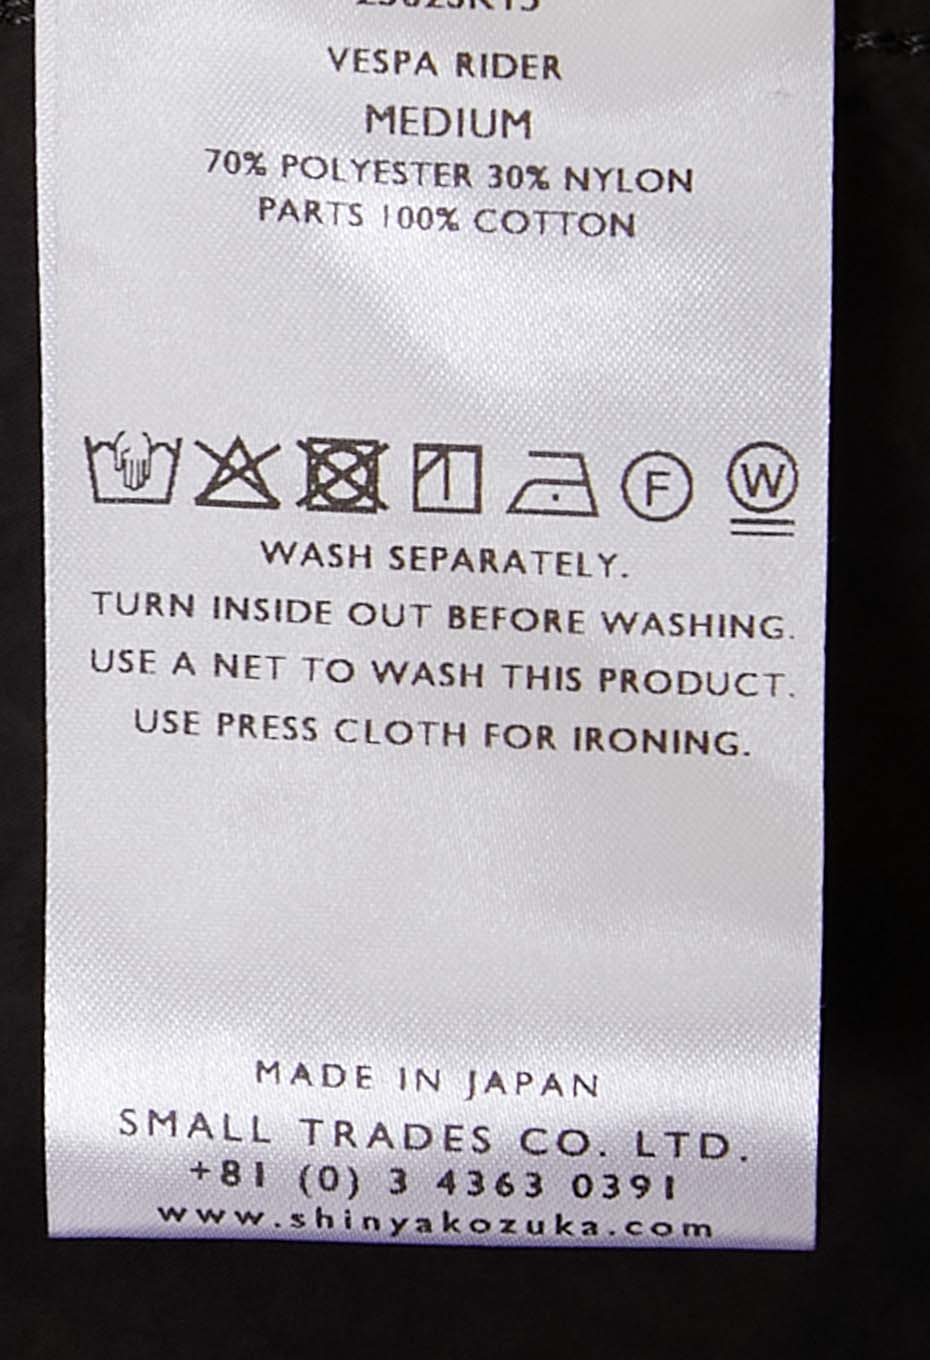 VESPA RIDER
MEDIUM
70% POLYESTER 30% NYLON
PARTS 100% COTTON
F W
WASH SEPARATELY.
TURN INSIDE OUT BEFORE WASHING.
USE A NET TO WASH THIS PRODUCT.
USE PRESS CLOTH FOR IRONING.
MADE IN JAPAN
SMALL TRADES CO. LTD.
+81 (0) 3 4363 0391
www.shinyakozuka.com